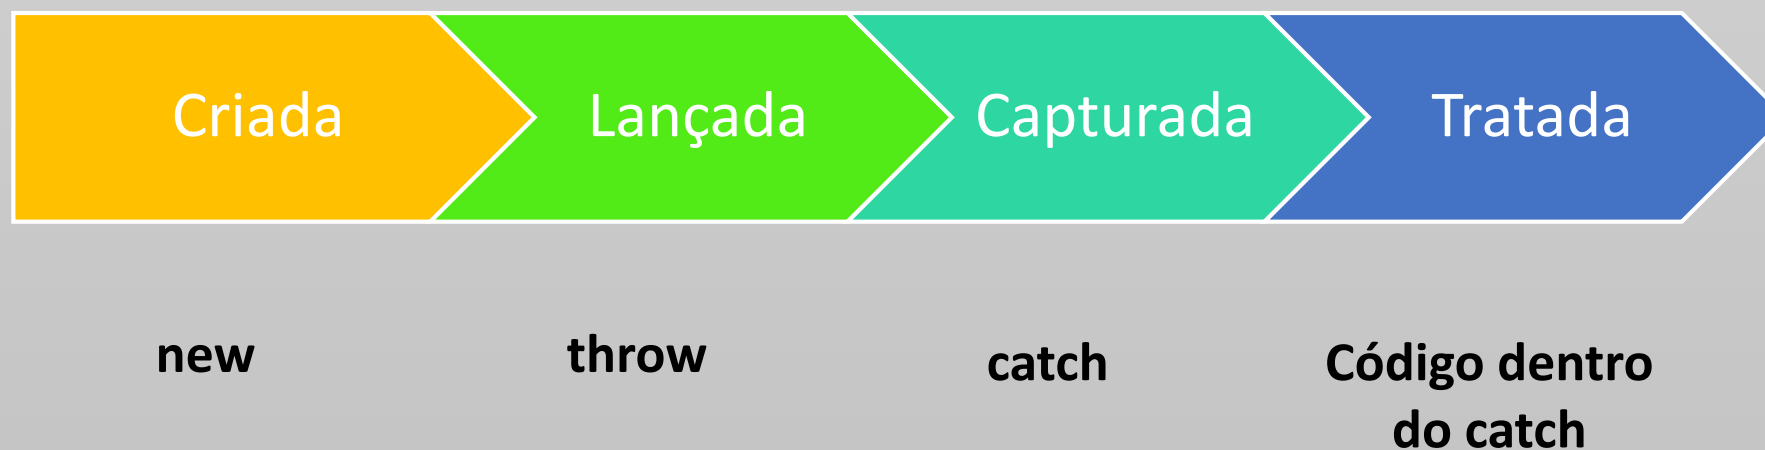 Criada
Lançada
Capturada
Tratada
new
throw
catch
Código dentro
do catch